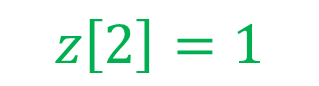 z[2] = 1